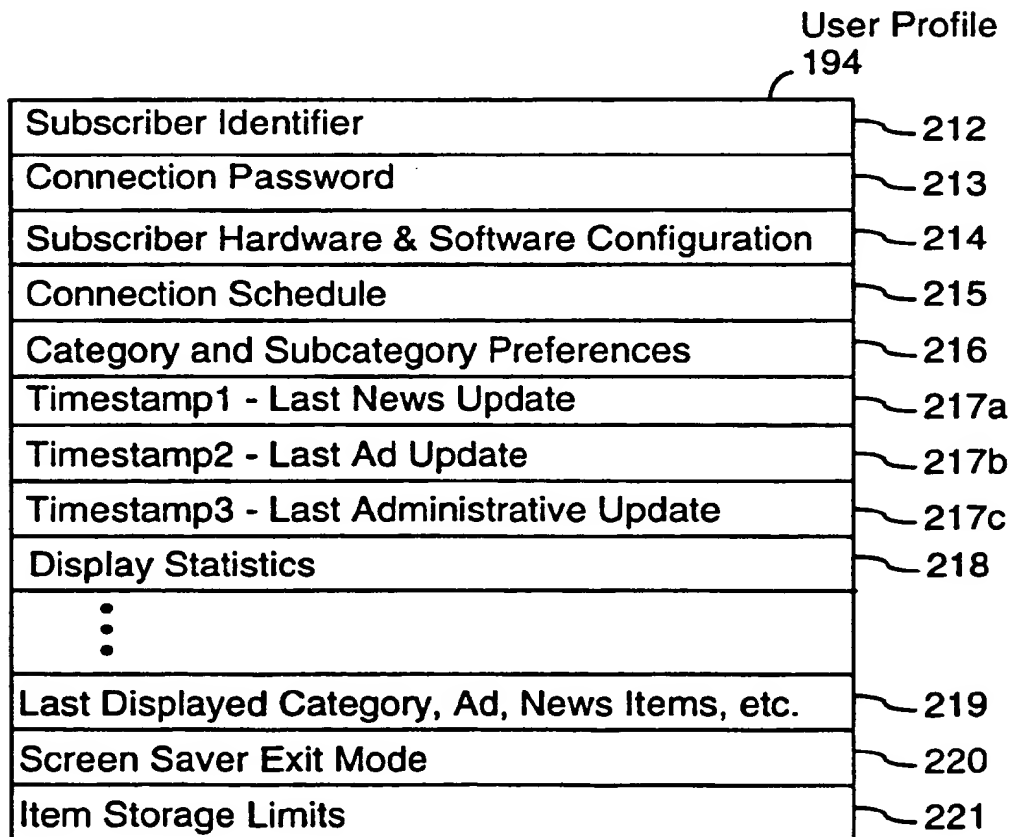 User Profile
194
Subscriber Identifier 212
Connection Password 213
Subscriber Hardware & Software Configuration 214
Connection Schedule 215
Category and Subcategory Preferences 216
Timestamp1 - Last News Update 217a
Timestamp2 - Last Ad Update 217b
Timestamp3 - Last Administrative Update 217c
Display Statistics 218
Last Displayed Category, Ad, News Items, etc. 219
Screen Saver Exit Mode 220
Item Storage Limits 221